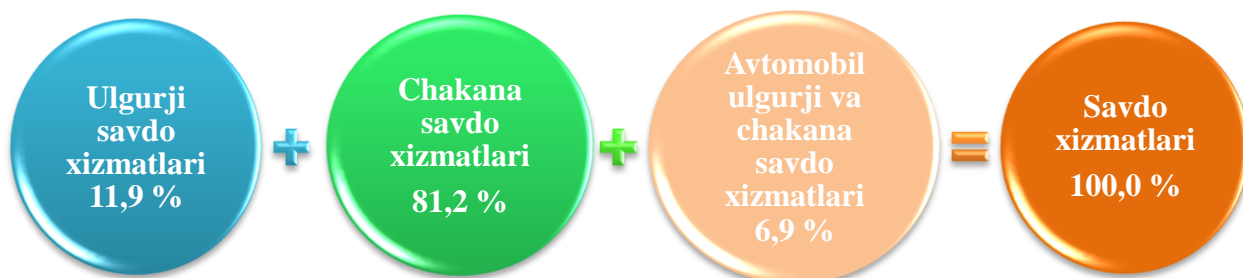 Ulgurji
savdo
xizmatlari
11,9 %
Chakana
savdo
xizmatlari
81,2 %
Avtomobil
ulgurji va
chakana
savdo
xizmatlari
6,9 %
Savdo
xizmatlari
100,0 %